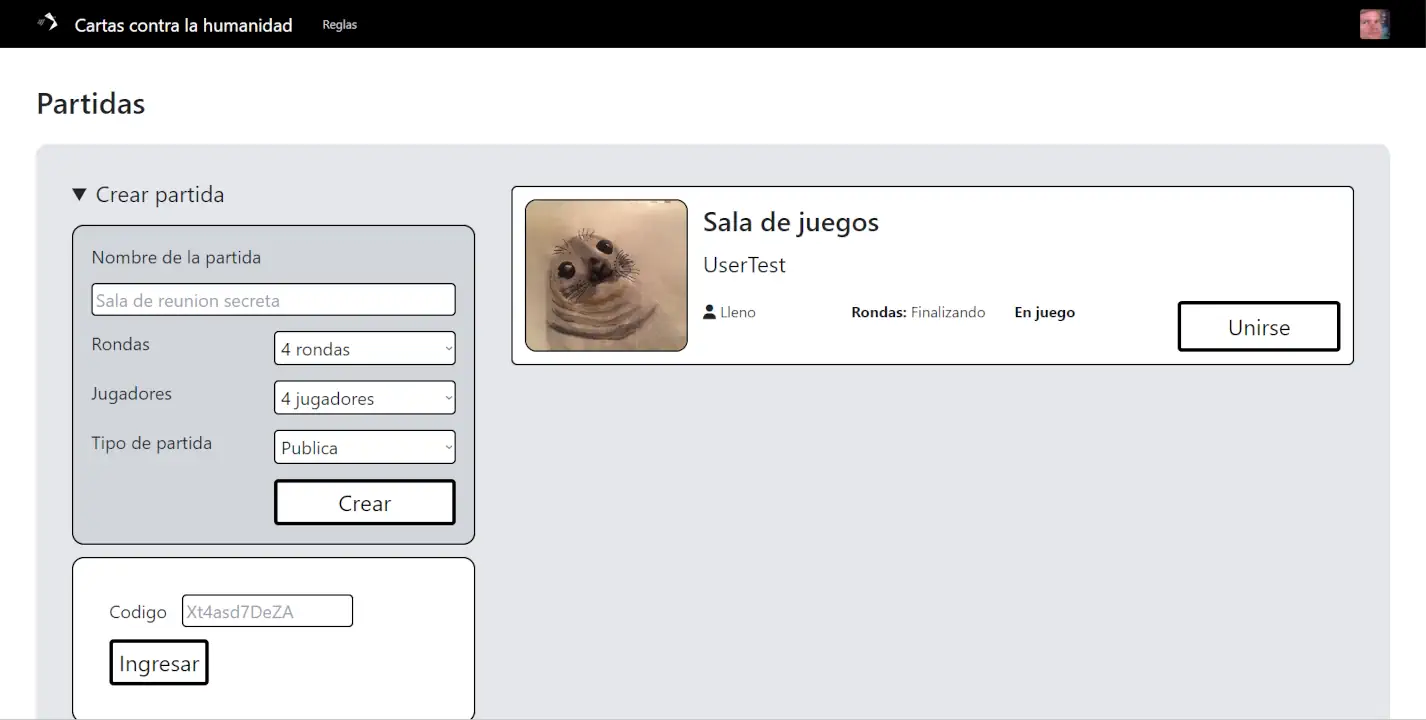 Cartas contra la humanidad
Reglas
Partidas
Crear partida
Nombre de la partida
Sala de reunion secreta
Rondas
4 rondas
Jugadores
4 jugadores
Tipo de partida
Publica
Crear
Codigo
Xt4asd7DeZA
Ingresar
Sala de juegos
UserTest
Lleno
Rondas: Finalizando
En juego
Unirse